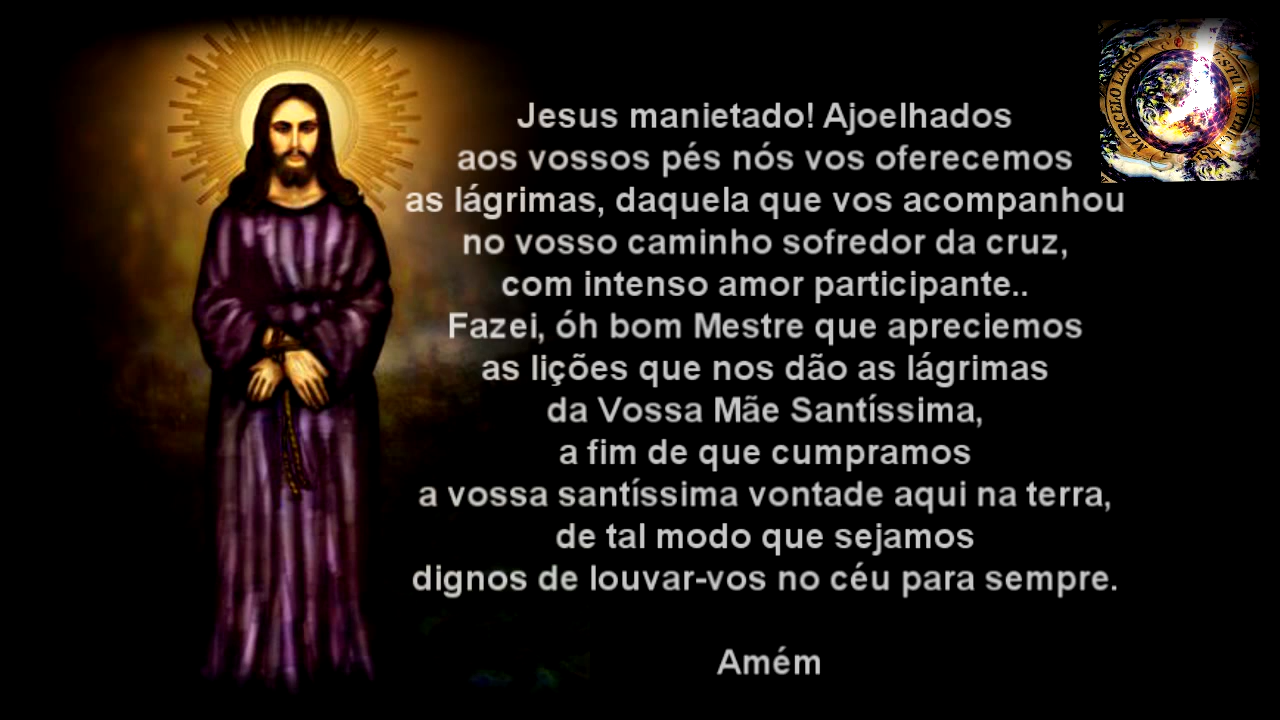 Jesus manietado! Ajoelhados
aos vossos pés nós vos oferecemos
as lágrimas, daquela que vos acompanhou
no vosso caminho sofredor da cruz,
com intenso amor participante..
Fazei, óh bom Mestre que apreciemos
as lições que nos dão as lágrimas
da Vossa Mãe Santíssima,
a fim de que cumpramos
a vossa santíssima vontade aqui na terra,
de tal modo que sejamos
dignos de louvar-vos no céu para sempre.
Amém
MARCELO LAGO